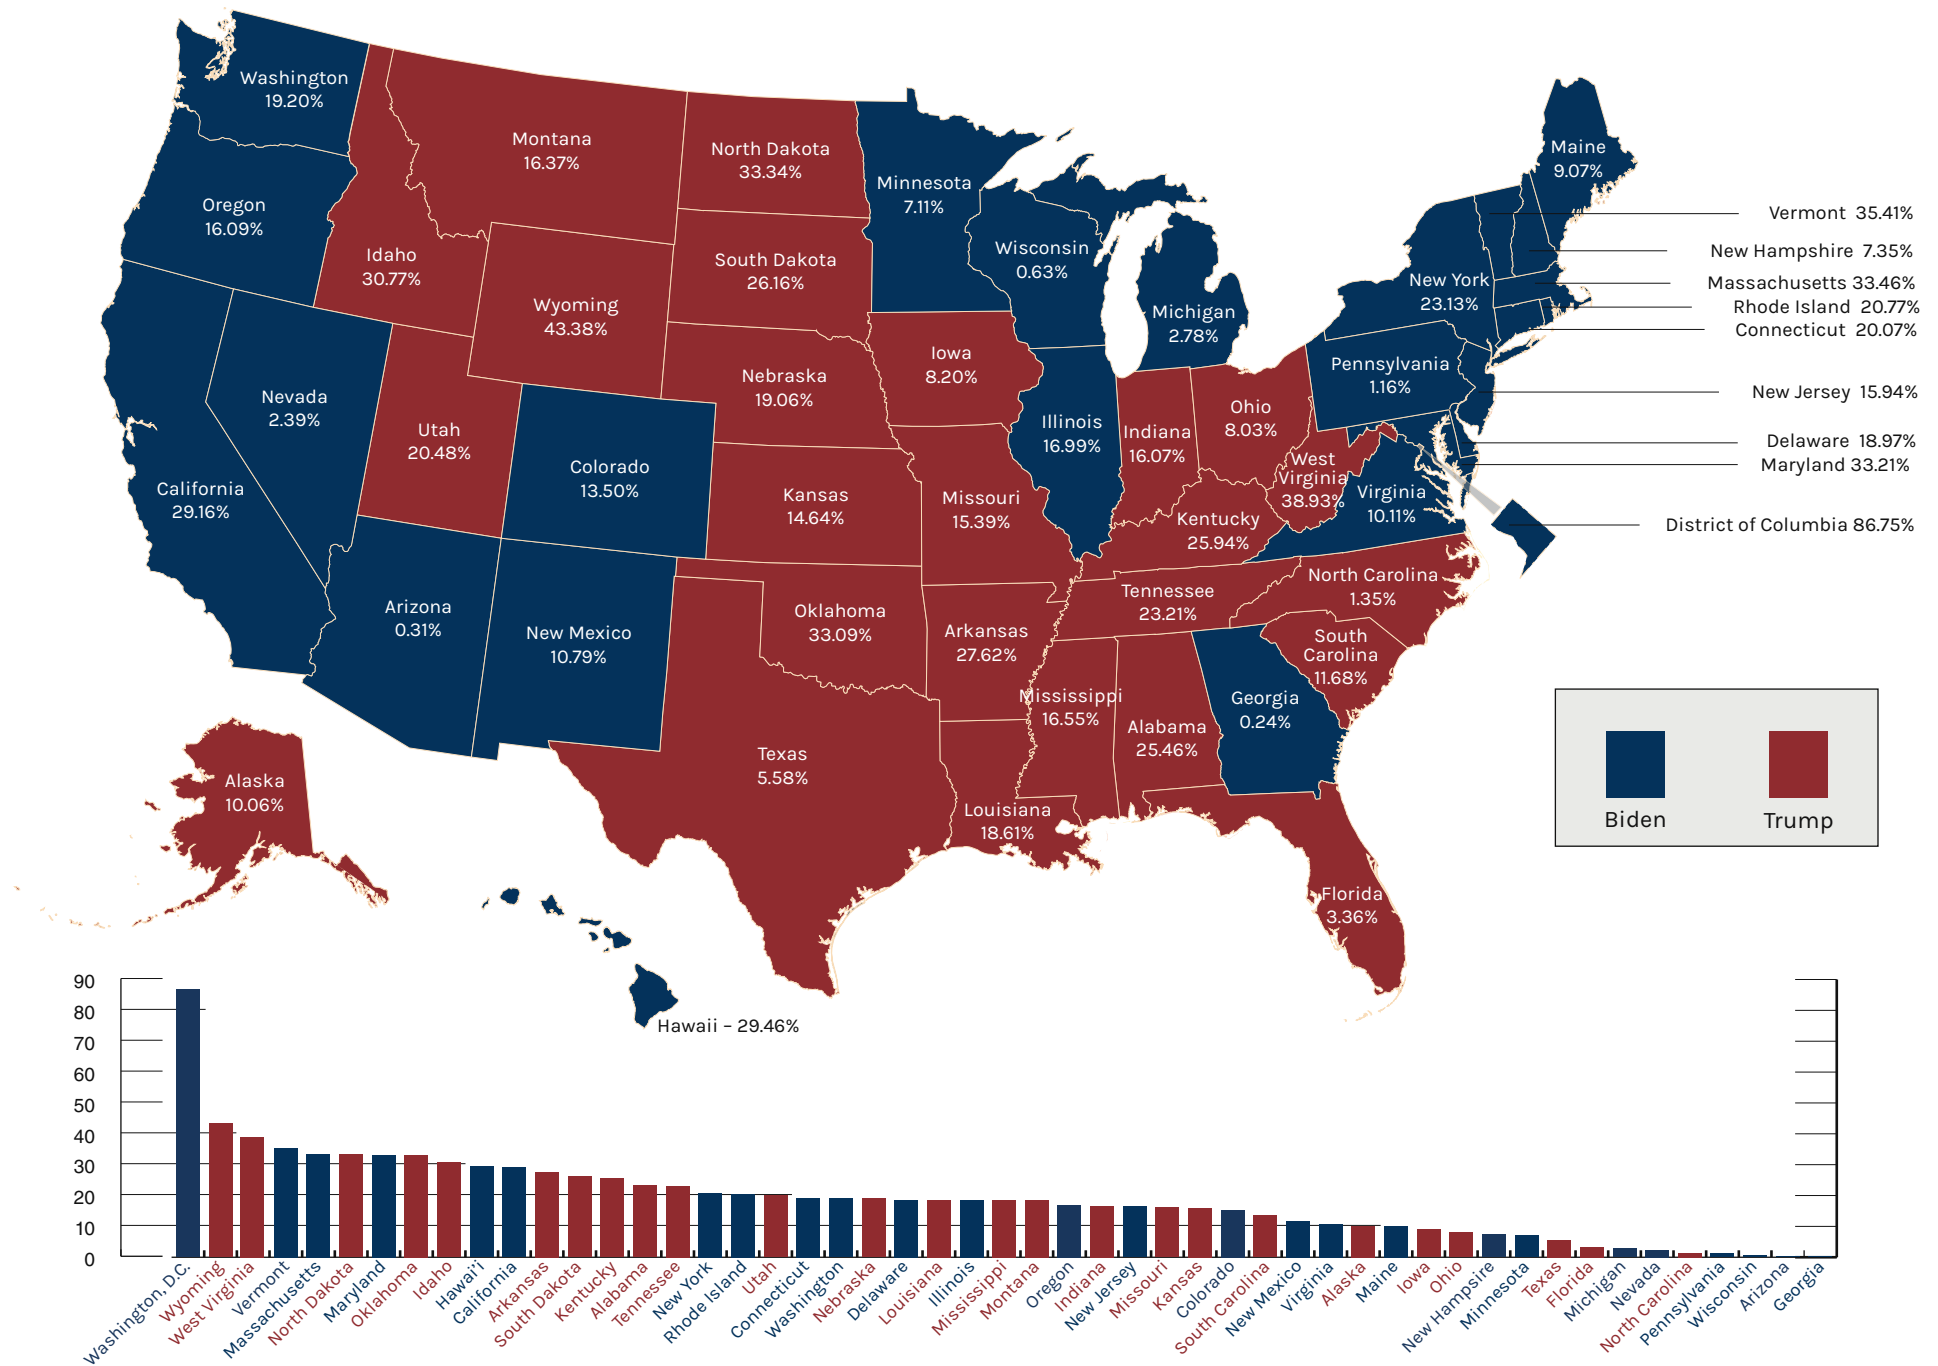 Washington
19.20%
Oregon
16.09%
California
29.16%
Nevada
2.39%
Idaho
30.77%
Montana
16.37%
Wyoming
43.38%
Utah
20.48%
Colorado
13.50%
Arizona
0.31%
New Mexico
10.79%
North Dakota
33.34%
South Dakota
26.16%
Nebraska
19.06%
Kansas
14.64%
Oklahoma
33.09%
Texas
5.58%
Minnesota
7.11%
Iowa
8.20%
Missouri
15.39%
Arkansas
27.62%
Louisiana
18.61%
Wisconsin
0.63%
Illinois
16.99%
Michigan
2.78%
Indiana
16.07%
Ohio
8.03%
Kentucky
25.94%
Tennessee
23.21%
Mississippi
16.55%
Alabama
25.46%
Georgia
0.24%
Florida
3.36%
South
Carolina
11.68%
North Carolina
1.35%
Virginia
10.11%
West
Virginia
38.93%
Pennsylvania
1.16%
New York
23.13%
Maine
9.07%
Vermont 35.41%
New Hampshire 7.35%
Massachusetts 33.46%
Rhode Island 20.77%
Connecticut 20.07%
New Jersey 15.94%
Delaware 18.97%
Maryland 33.21%
District of Columbia 86.75%
Alaska
10.06%
Hawaii – 29.46%
Biden
Trump
90
80
70
60
50
40
30
20
10
0
Washington, D.C.
Wyoming
West Virginia
Vermont
Massachusetts
North Dakota
Maryland
Oklahoma
Idaho
Hawai'i
California
Arkansas
South Dakota
Kentucky
Alabama
Tennessee
New York
Rhode Island
Utah
Connecticut
Washington
Nebraska
Delaware
Louisiana
Illinois
Mississippi
Montana
Oregon
Indiana
New Jersey
Missouri
Kansas
Colorado
South Carolina
New Mexico
Virginia
Alaska
Maine
Iowa
Ohio
New Hampsire
Minnesota
Texas
Florida
Michigan
Nevada
North Carolina
Pennsylvania
Wisconsin
Arizona
Georgia